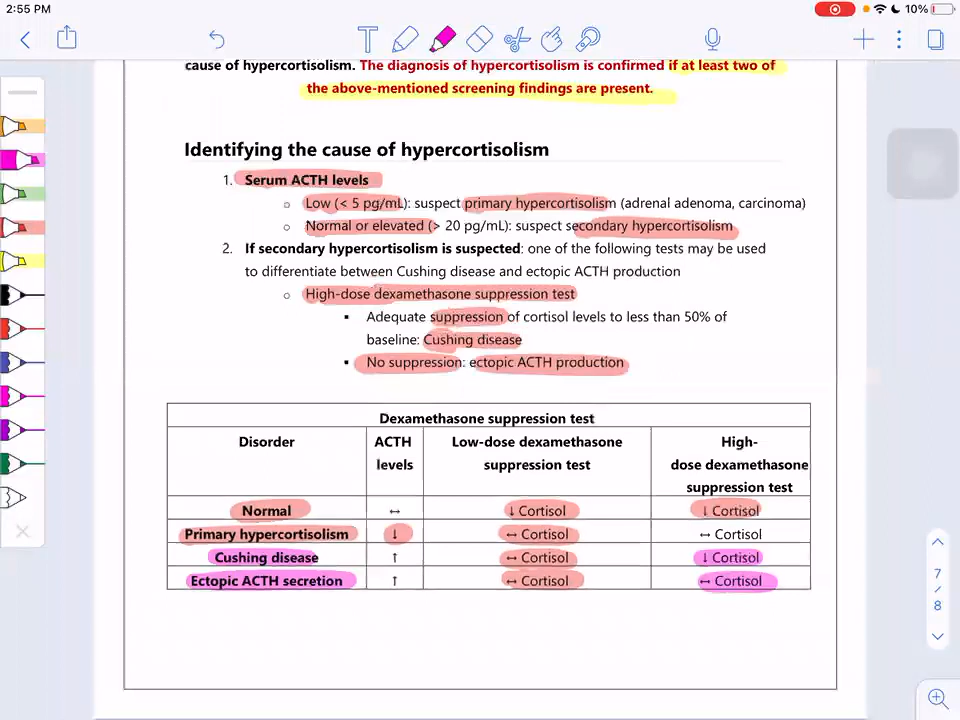 2:55 PM
10%
T
cause of hypercortisolism. The diagnosis of hypercortisolism is confirmed if at least two of
the above-mentioned screening findings are present.
Identifying the cause of hypercortisolism
1. Serum ACTH levels
○ Low (< 5 pg/mL): suspect primary hypercortisolism (adrenal adenoma, carcinoma)
○ Normal or elevated (> 20 pg/mL): suspect secondary hypercortisolism
2. If secondary hypercortisolism is suspected: one of the following tests may be used
to differentiate between Cushing disease and ectopic ACTH production
○ High-dose dexamethasone suppression test
▪ Adequate suppression of cortisol levels to less than 50% of
baseline: Cushing disease
▪ No suppression: ectopic ACTH production
Dexamethasone suppression test
Disorder ACTH levels Low-dose dexamethasone suppression test High-dose dexamethasone suppression test
Normal ↔ ↓ Cortisol ↓ Cortisol
Primary hypercortisolism ↓ ↔ Cortisol ↔ Cortisol
Cushing disease ↑ ↔ Cortisol ↓ Cortisol
Ectopic ACTH secretion ↑ ↔ Cortisol ↔ Cortisol
7
/
8